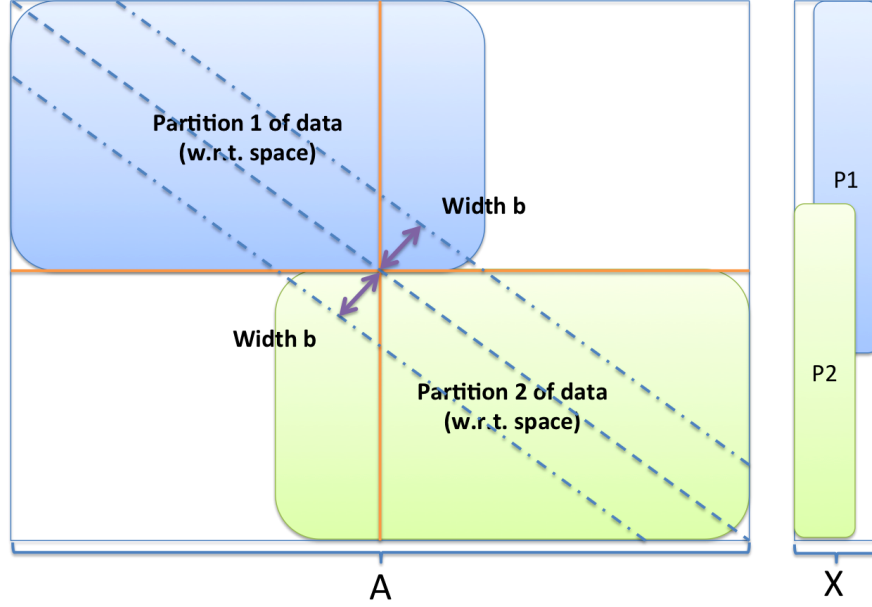 Partition 1 of data
(w.r.t. space)
Width b
P1
Width b
P2
Partition 2 of data
(w.r.t. space)
A
X